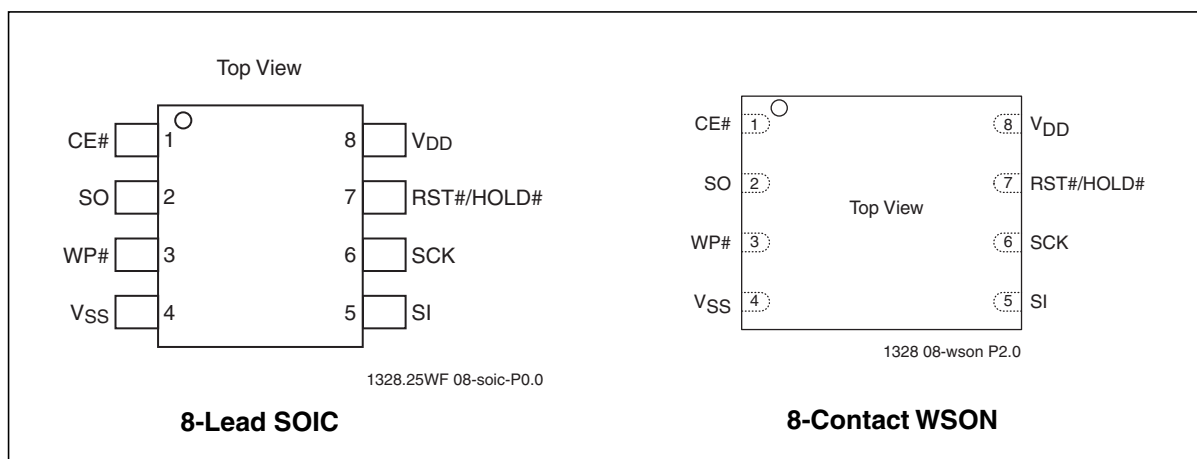 Top View
CE# 1 8 VDD
SO 2 7 RST#/HOLD#
WP# 3 6 SCK
VSS 4 5 SI
1328.25WF 08-soic-P0.0
8-Lead SOIC
CE# 1 8 VDD
SO 2 7 RST#/HOLD#
Top View
WP# 3 6 SCK
VSS 4 5 SI
1328 08-wson P2.0
8-Contact WSON